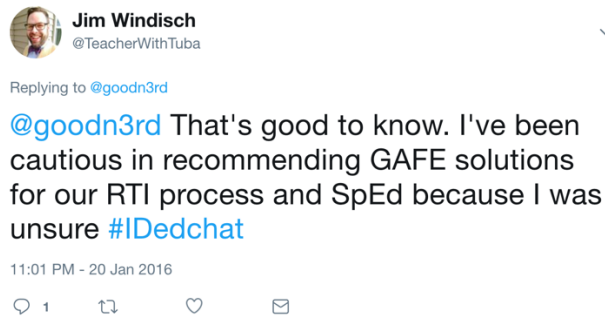 Jim Windisch
@TeacherWithTuba
Replying to @goodn3rd
@goodn3rd That's good to know. I've been
cautious in recommending GAFE solutions
for our RTI process and SpEd because I was
unsure #IDedchat
11:01 PM - 20 Jan 2016
1